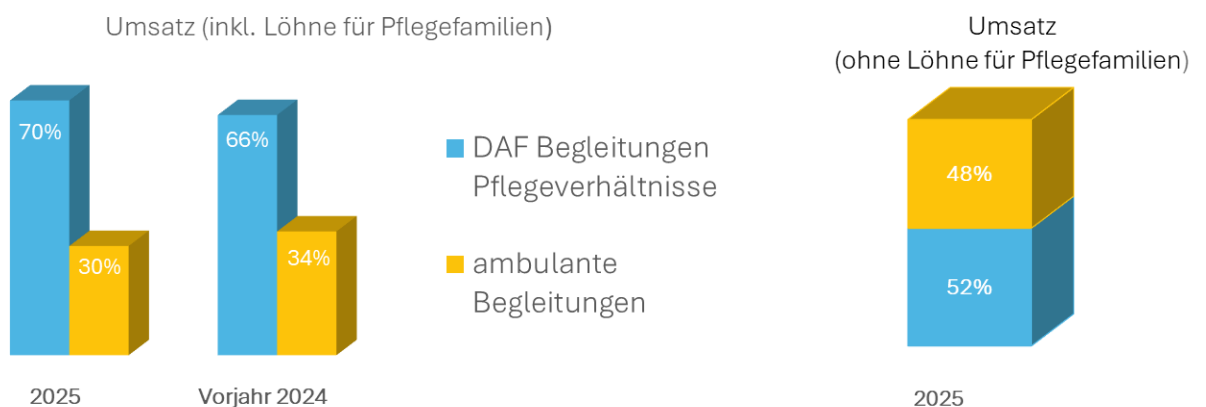 Umsatz (inkl. Löhne für Pflegefamilien)
70%
30%
2025
66%
34%
Vorjahr 2024
DAF Begleitungen
Pflegeverhältnisse
ambulante
Begleitungen
Umsatz
(ohne Löhne für Pflegefamilien)
48%
52%
2025